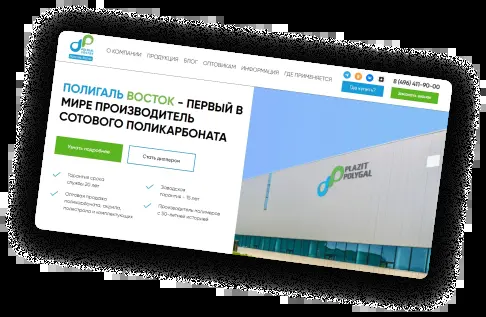 О КОМПАНИИ ПРОДУКЦИЯ БЛОГ ОПТОВИКАМ ИНФОРМАЦИЯ ГДЕ ПРИМЕНЯЕТСЯ
8 (496) 411-90-00
Где купить?
Заказать звонок
ПОЛИГАЛЬ ВОСТОК - ПЕРВЫЙ В
МИРЕ ПРОИЗВОДИТЕЛЬ
СОТОВОГО ПОЛИКАРБОНАТА
Узнать подробнее
Стать дилером
Гарантия срока
службы 20 лет
Заводская
гарантия - 15 лет
Оптовая продажа
поликарбоната, акрила,
полистрола и комплектующих
Производитель полимеров
с 50-летней историей
PLAZIT
POLYGAL